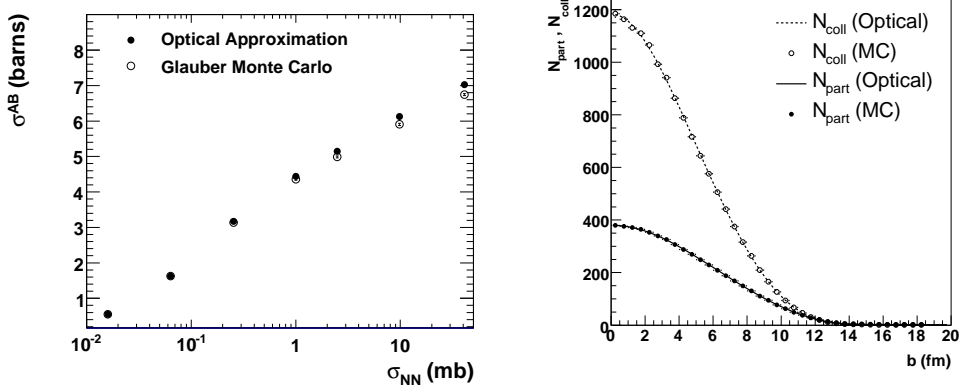 σ^AB (barns)
8
7
6
5
4
3
2
1
• Optical Approximation
○ Glauber Monte Carlo
10^-2
10^-1
1
10
σ_NN (mb)
N_part , N_coll
1200
1000
800
600
400
200
0
N_coll (Optical)
N_coll (MC)
N_part (Optical)
N_part (MC)
0 2 4 6 8 10 12 14 16 18 20
b (fm)